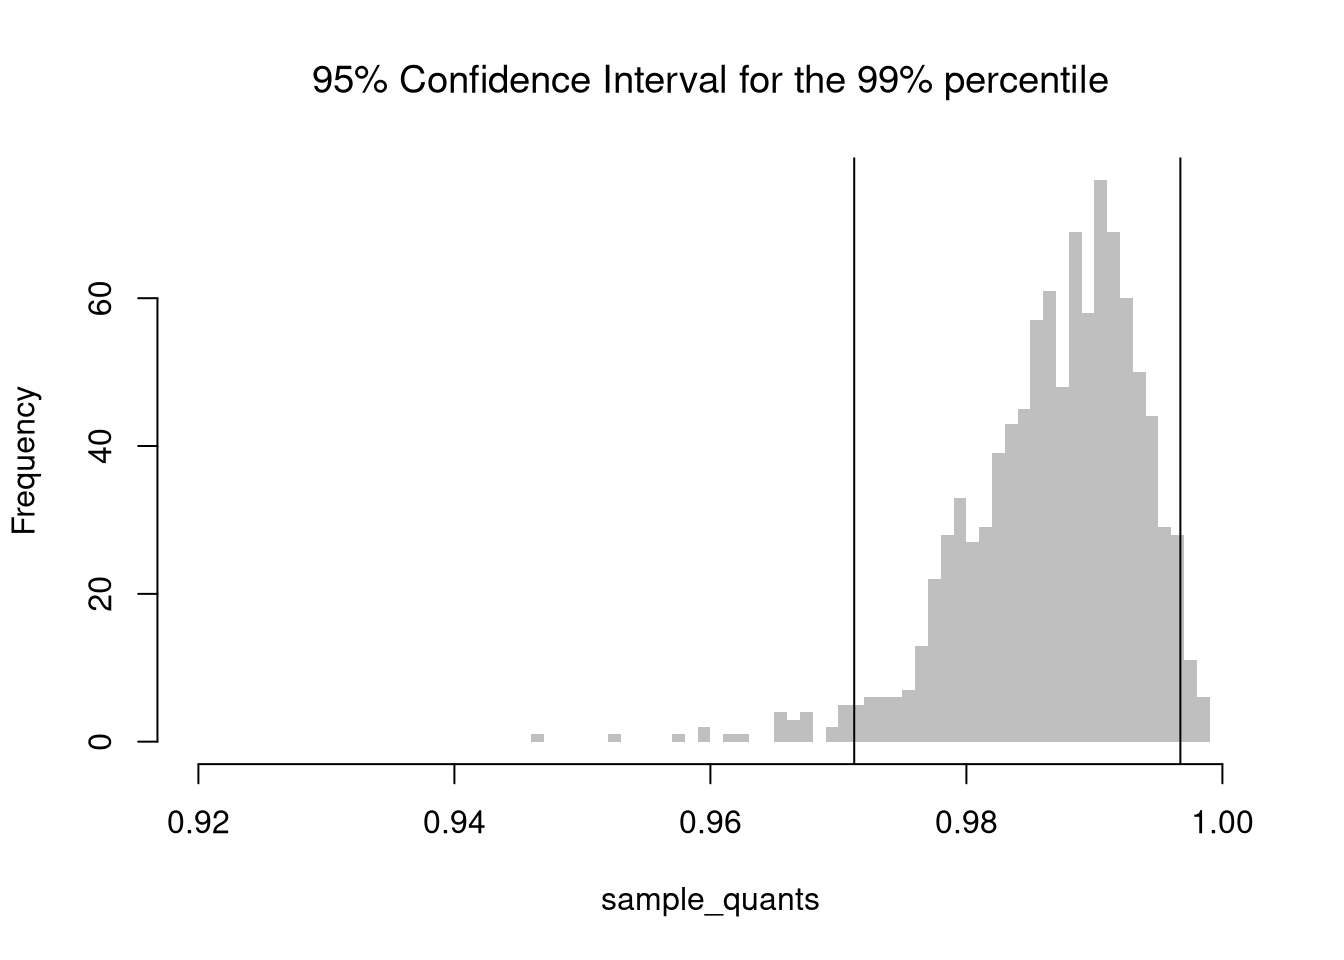 95% Confidence Interval for the 99% percentile
60
40
20
0
Frequency
0.92 0.94 0.96 0.98 1.00
sample_quants